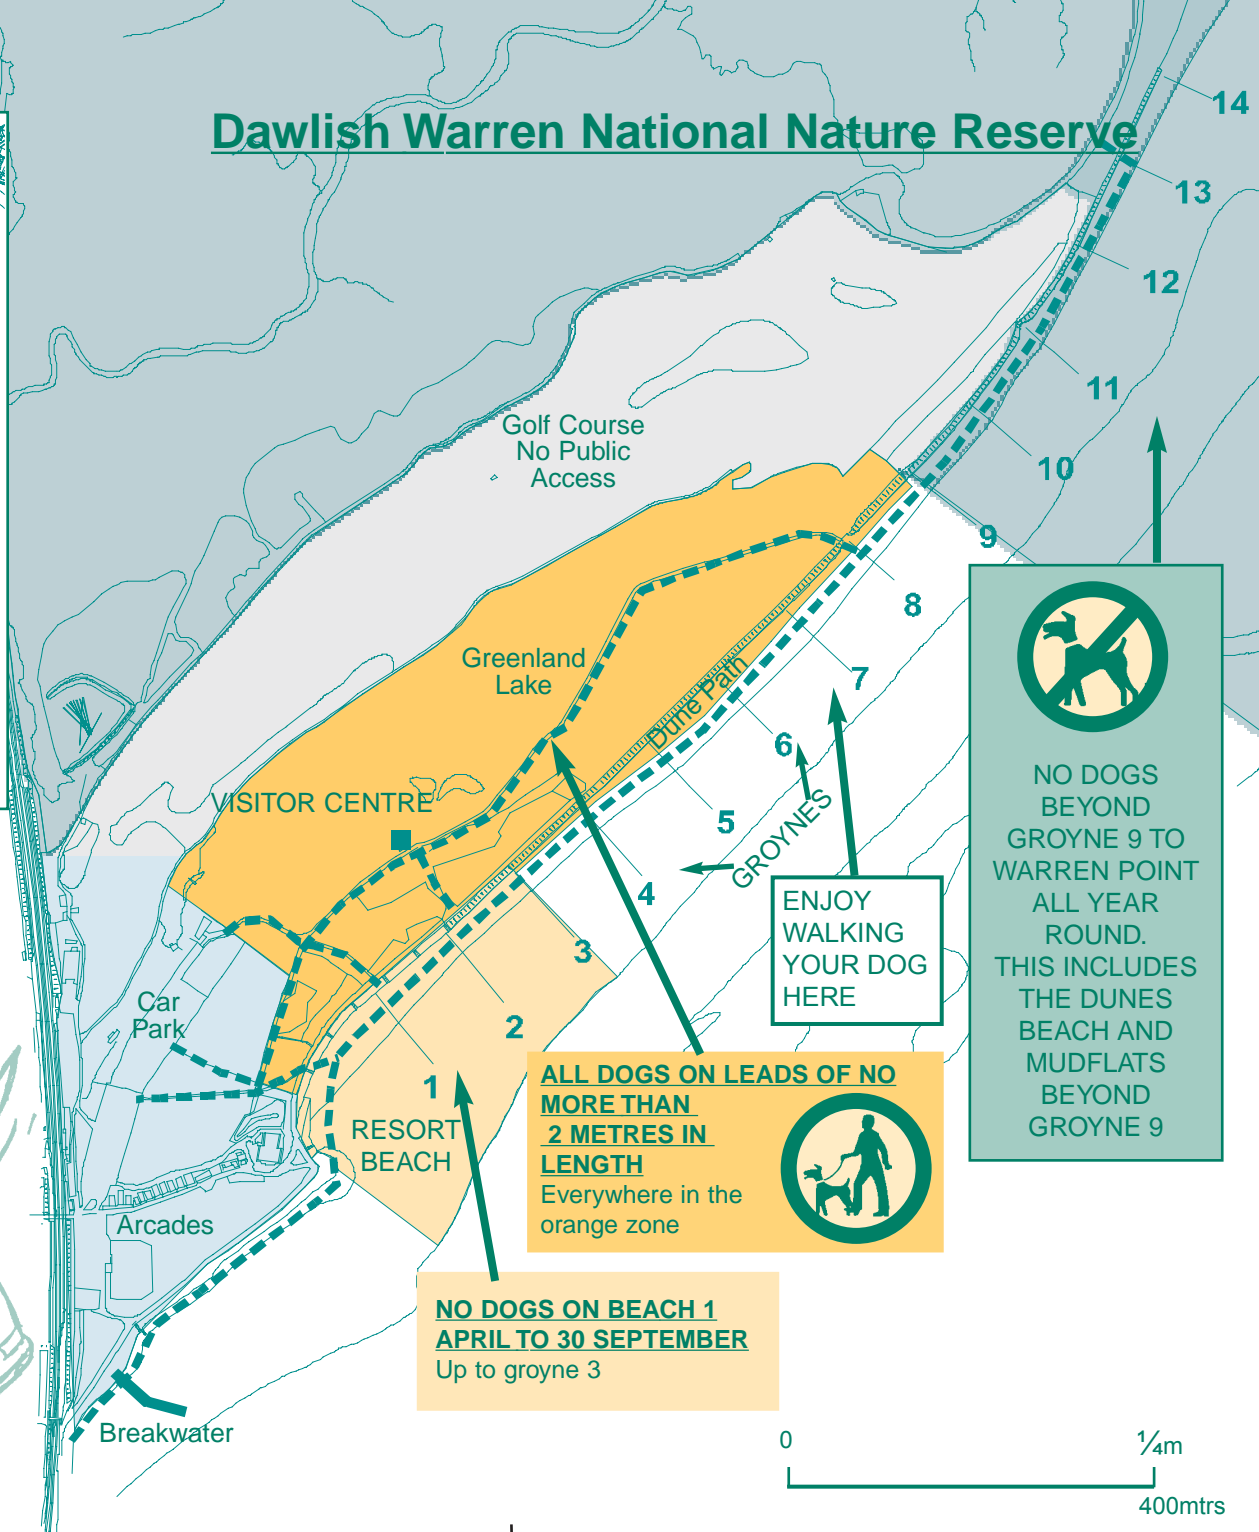 Dawlish Warren National Nature Reserve
14
13
12
11
10
9
8
7
6
5
4
3
2
1
Golf Course
No Public
Access
Greenland
Lake
Dune Path
VISITOR CENTRE
GROYNES
Car
Park
RESORT
BEACH
Arcades
Breakwater
ENJOY
WALKING
YOUR DOG
HERE
NO DOGS
BEYOND
GROYNE 9 TO
WARREN POINT
ALL YEAR
ROUND.
THIS INCLUDES
THE DUNES
BEACH AND
MUDFLATS
BEYOND
GROYNE 9
ALL DOGS ON LEADS OF NO
MORE THAN
2 METRES IN
LENGTH
Everywhere in the
orange zone
NO DOGS ON BEACH 1
APRIL TO 30 SEPTEMBER
Up to groyne 3
0
¼m
400mtrs